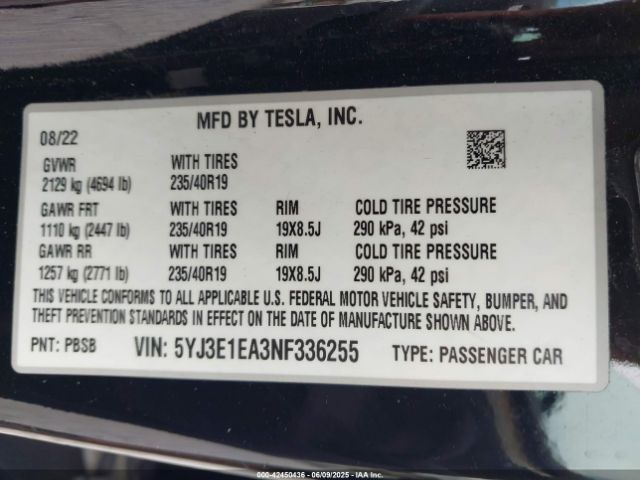 MFD BY TESLA, INC.
08/22
GVWR WITH TIRES
2129 kg (4694 lb) 235/40R19
GAWR FRT WITH TIRES RIM COLD TIRE PRESSURE
1110 kg (2447 lb) 235/40R19 19X8.5J 290 kPa, 42 psi
GAWR RR WITH TIRES RIM COLD TIRE PRESSURE
1257 kg (2771 lb) 235/40R19 19X8.5J 290 kPa, 42 psi
THIS VEHICLE CONFORMS TO ALL APPLICABLE U.S. FEDERAL MOTOR VEHICLE SAFETY, BUMPER, AND
THEFT PREVENTION STANDARDS IN EFFECT ON THE DATE OF MANUFACTURE SHOWN ABOVE.
PNT: PBSB VIN: 5YJ3E1EA3NF336255 TYPE: PASSENGER CAR
000-42450436 - 06/09/2025 - IAA Inc.